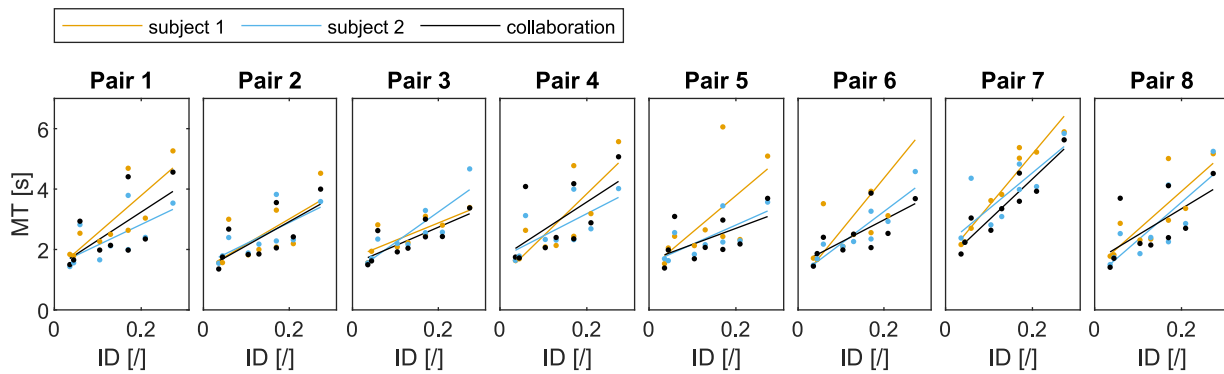 subject 1 subject 2 collaboration
Pair 1 Pair 2 Pair 3 Pair 4 Pair 5 Pair 6 Pair 7 Pair 8
MT [s]
6
4
2
0
0 0.2 0 0.2 0 0.2 0 0.2 0 0.2 0 0.2 0 0.2 0 0.2
ID [/] ID [/] ID [/] ID [/] ID [/] ID [/] ID [/] ID [/]